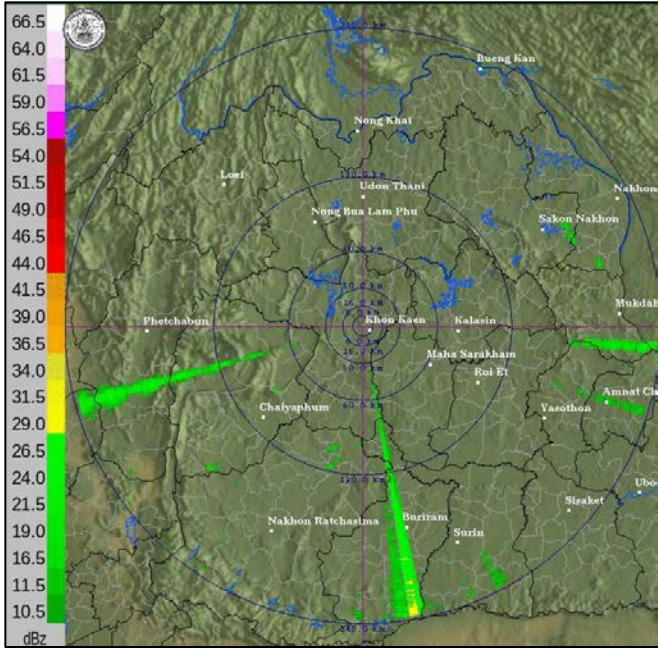 66.5
64.0
61.5
59.0
56.5
54.0
51.5
49.0
46.5
44.0
41.5
39.0
36.5
34.0
31.5
29.0
26.5
24.0
21.5
19.0
16.5
13.0
10.5
dBz
240.0 km
Bueng Kan
Nong Khai
Loei
Udon Thani
Nakhon
Nong Bua Lam Phu
Sakon Nakhon
Mukdah
Phetchabun
Khon Kaen
Kalasin
Maha Sarakham
Roi Et
Chaiyaphum
Yasothon
Amnat Ch
Ubo
Sisaket
Nakhon Ratchasima
Buriram
Surin
240.0 km